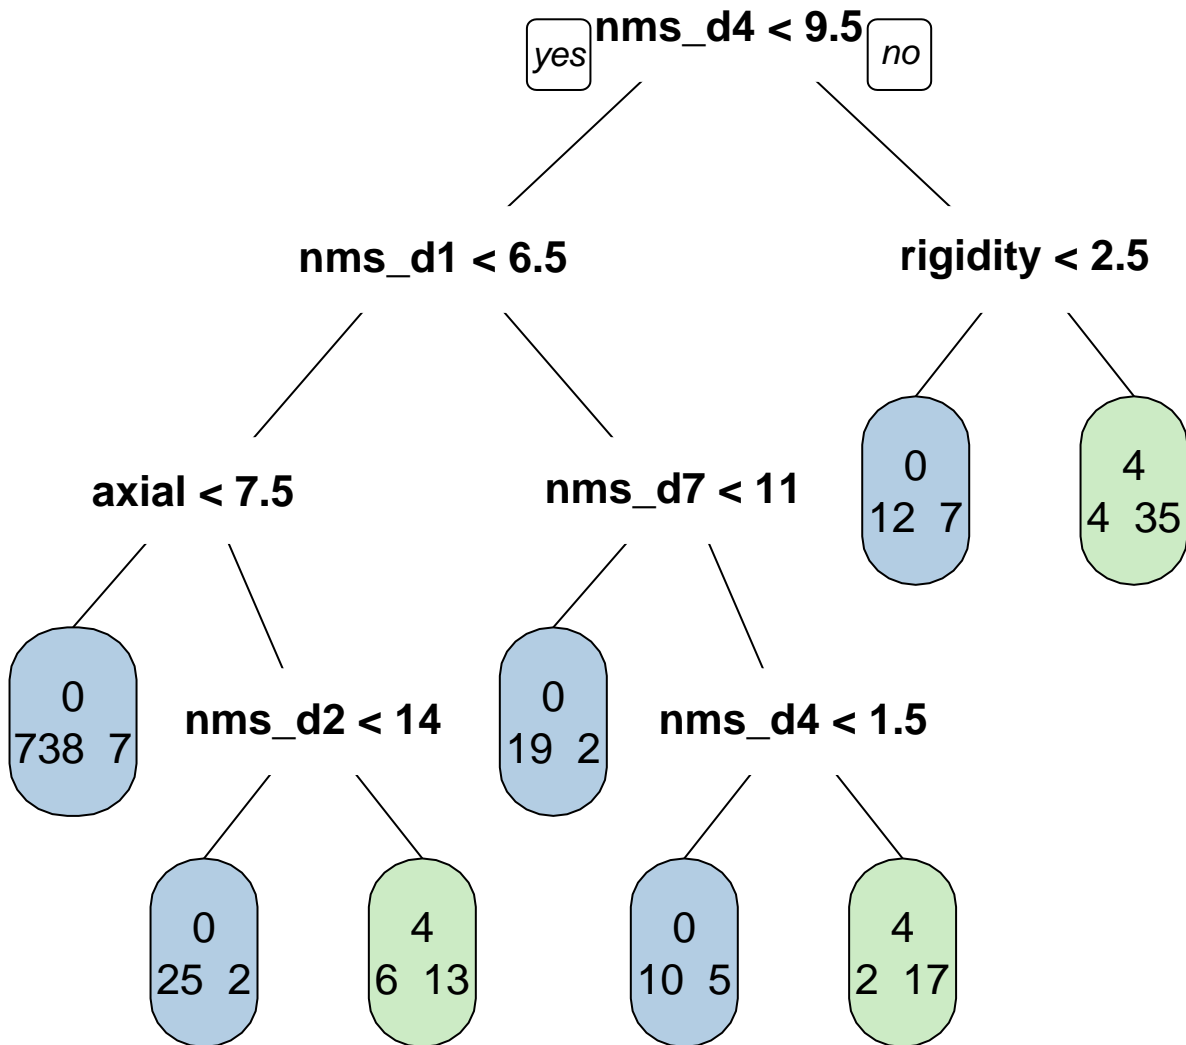 nms_d4 < 9.5
yes
no
nms_d1 < 6.5
rigidity < 2.5
axial < 7.5
nms_d7 < 11
0
12 7
4
4 35
0
738 7
nms_d2 < 14
0
19 2
nms_d4 < 1.5
0
25 2
4
6 13
0
10 5
4
2 17